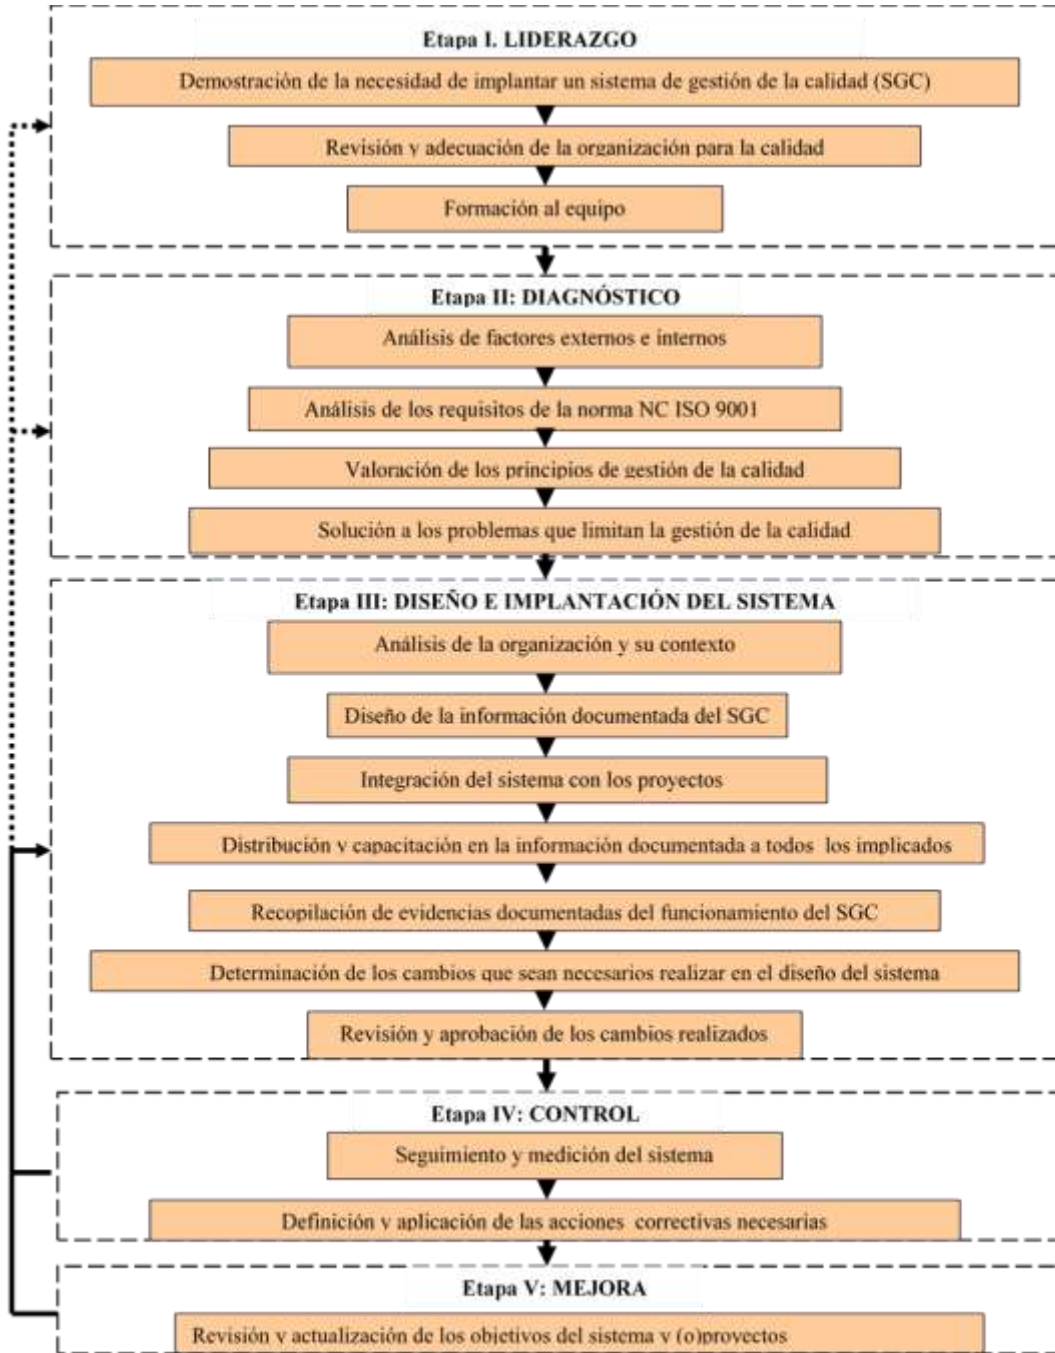 Etapa I. LIDERAZGO
Demostración de la necesidad de implantar un sistema de gestión de la calidad (SGC)
Revisión y adecuación de la organización para la calidad
Formación al equipo
Etapa II: DIAGNÓSTICO
Análisis de factores externos e internos
Análisis de los requisitos de la norma NC ISO 9001
Valoración de los principios de gestión de la calidad
Solución a los problemas que limitan la gestión de la calidad
Etapa III: DISEÑO E IMPLANTACIÓN DEL SISTEMA
Análisis de la organización y su contexto
Diseño de la información documentada del SGC
Integración del sistema con los proyectos
Distribución y capacitación en la información documentada a todos los implicados
Recopilación de evidencias documentadas del funcionamiento del SGC
Determinación de los cambios que sean necesarios realizar en el diseño del sistema
Revisión y aprobación de los cambios realizados
Etapa IV: CONTROL
Seguimiento y medición del sistema
Definición y aplicación de las acciones correctivas necesarias
Etapa V: MEJORA
Revisión y actualización de los objetivos del sistema y (o)proyectos